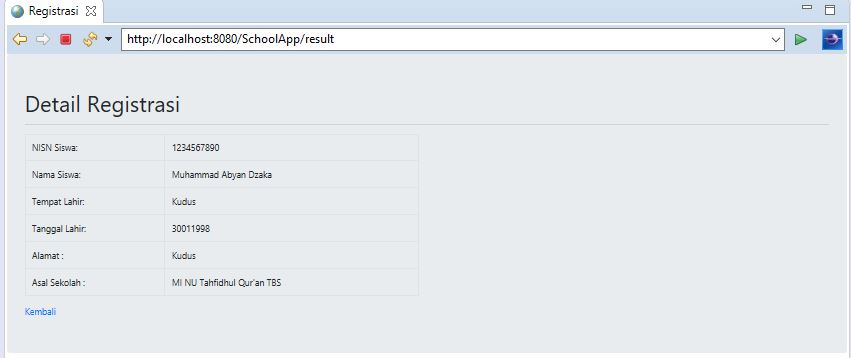 Registrasi
http://localhost:8080/SchoolApp/result
Detail Registrasi
NISN Siswa: 1234567890
Nama Siswa: Muhammad Abyan Dzaka
Tempat Lahir: Kudus
Tanggal Lahir: 30011998
Alamat : Kudus
Asal Sekolah : MI NU Tahfidhul Qur'an TBS
Kembali